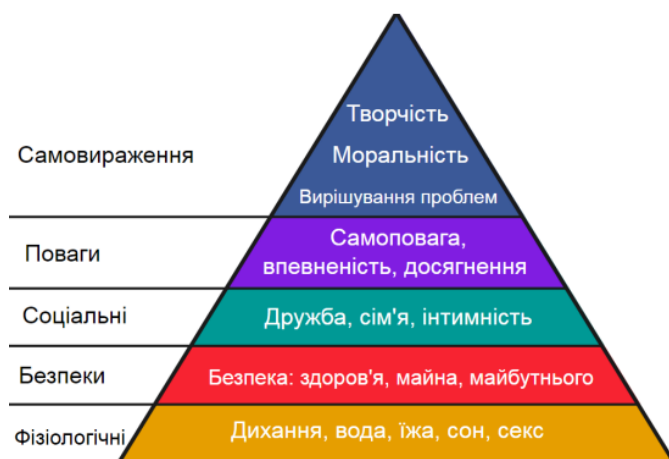 Творчість
Самовираження
Моральність
Вирішування проблем
Поваги
Самоповага,
впевненість, досягнення
Соціальні
Дружба, сім'я, інтимність
Безпеки
Безпека: здоров'я, майна, майбутнього
Фізіологічні
Дихання, вода, їжа, сон, секс